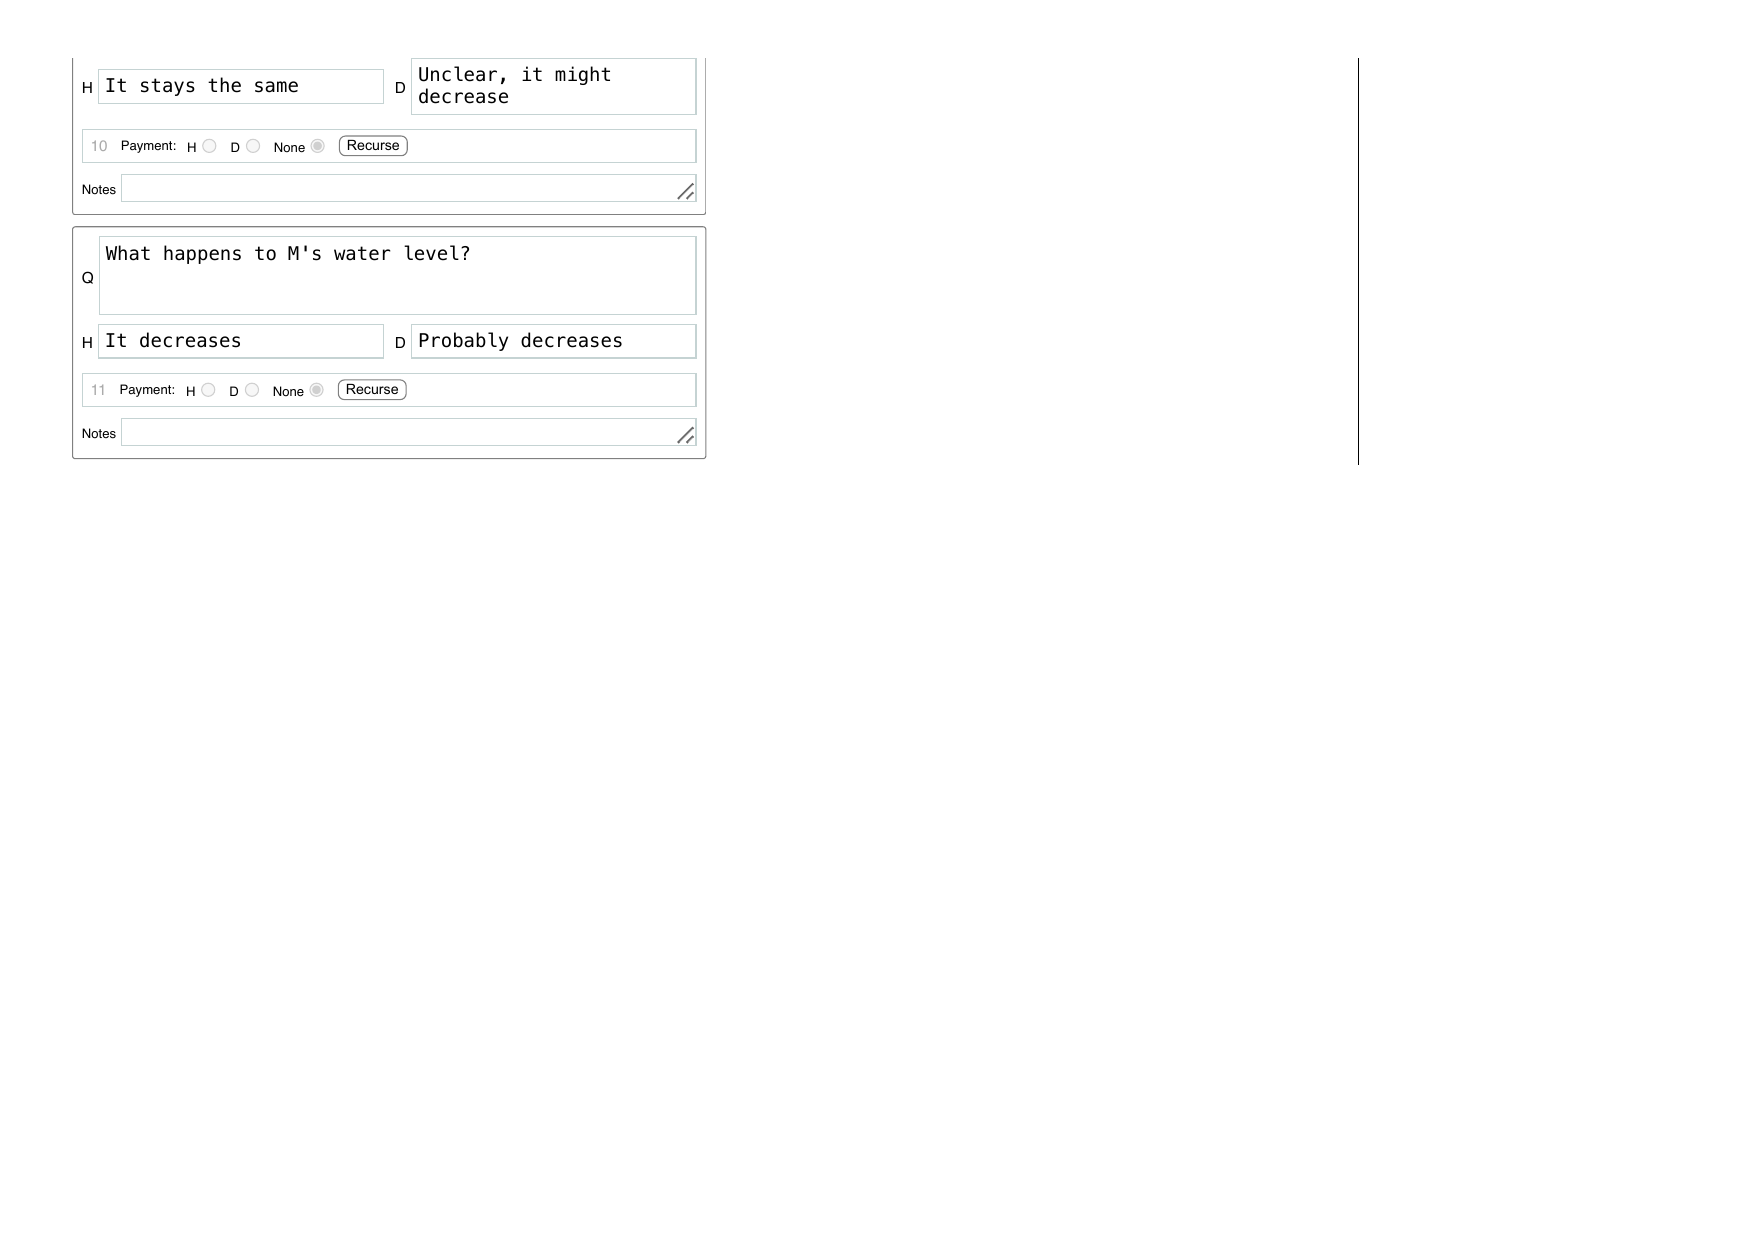 H It stays the same D Unclear, it might
decrease
10 Payment: H D None Recurse
Notes
Q What happens to M's water level?
H It decreases D Probably decreases
11 Payment: H D None Recurse
Notes